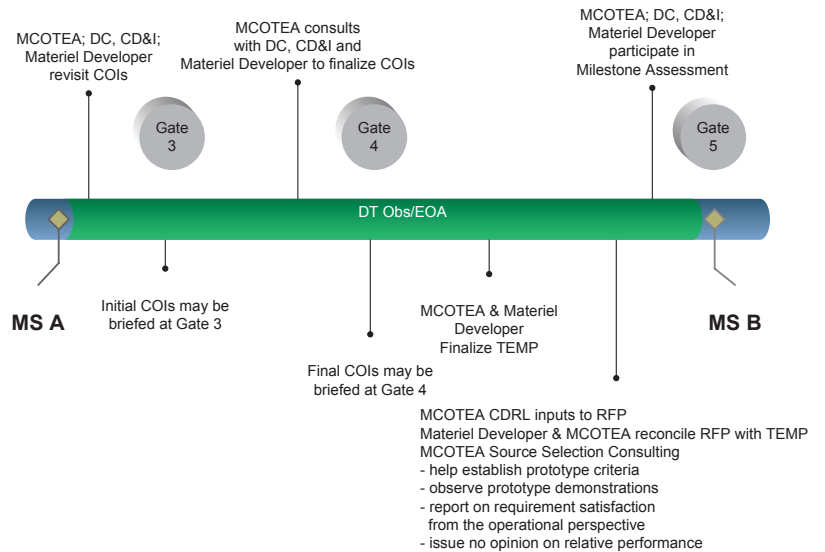 MCOTEA; DC, CD&I;
Materiel Developer
revisit COIs
MCOTEA consults
with DC, CD&I and
Materiel Developer to finalize COIs
MCOTEA; DC, CD&I;
Materiel Developer
participate in
Milestone Assessment
Gate
3
Gate
4
Gate
5
DT Obs/EOA
MS A
Initial COIs may be
briefed at Gate 3
Final COIs may be
briefed at Gate 4
MCOTEA & Materiel
Developer
Finalize TEMP
MS B
MCOTEA CDRL inputs to RFP
Materiel Developer & MCOTEA reconcile RFP with TEMP
MCOTEA Source Selection Consulting
- help establish prototype criteria
- observe prototype demonstrations
- report on requirement satisfaction
from the operational perspective
- issue no opinion on relative performance